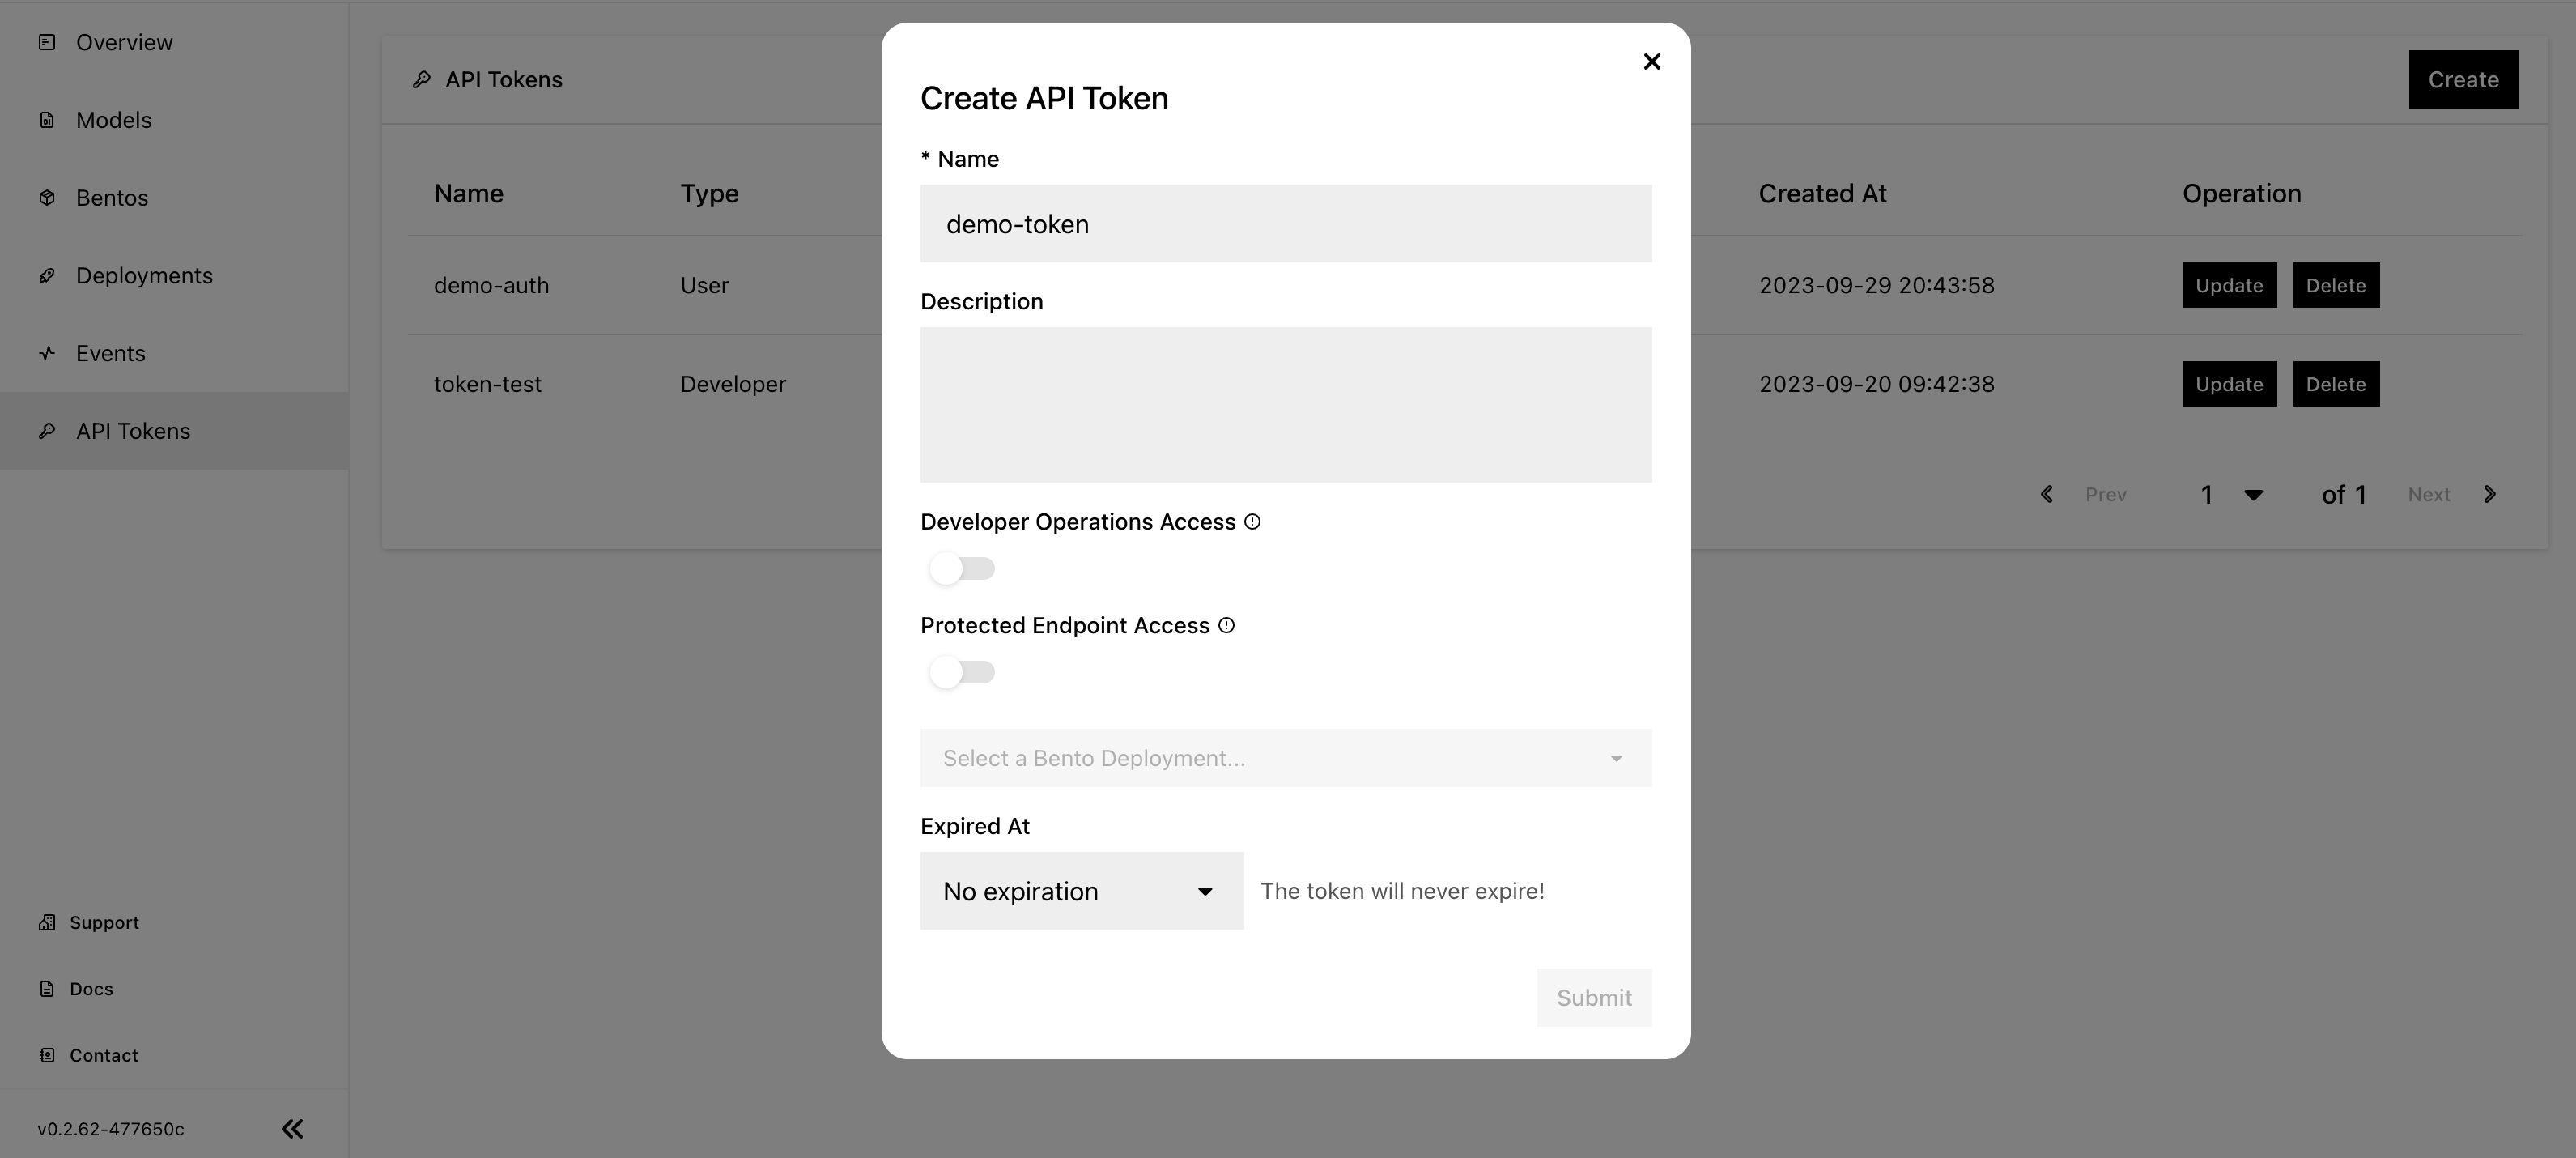 Overview
Models
Bentos
Deployments
Events
API Tokens
Support
Docs
Contact
v0.2.62-477650c
API Tokens
Create
Name Type Created At Operation
demo-auth User 2023-09-29 20:43:58 Update Delete
token-test Developer 2023-09-20 09:42:38 Update Delete
Prev 1 of 1 Next
Create API Token
* Name
demo-token
Description
Developer Operations Access
Protected Endpoint Access
Select a Bento Deployment...
Expired At
No expiration The token will never expire!
Submit